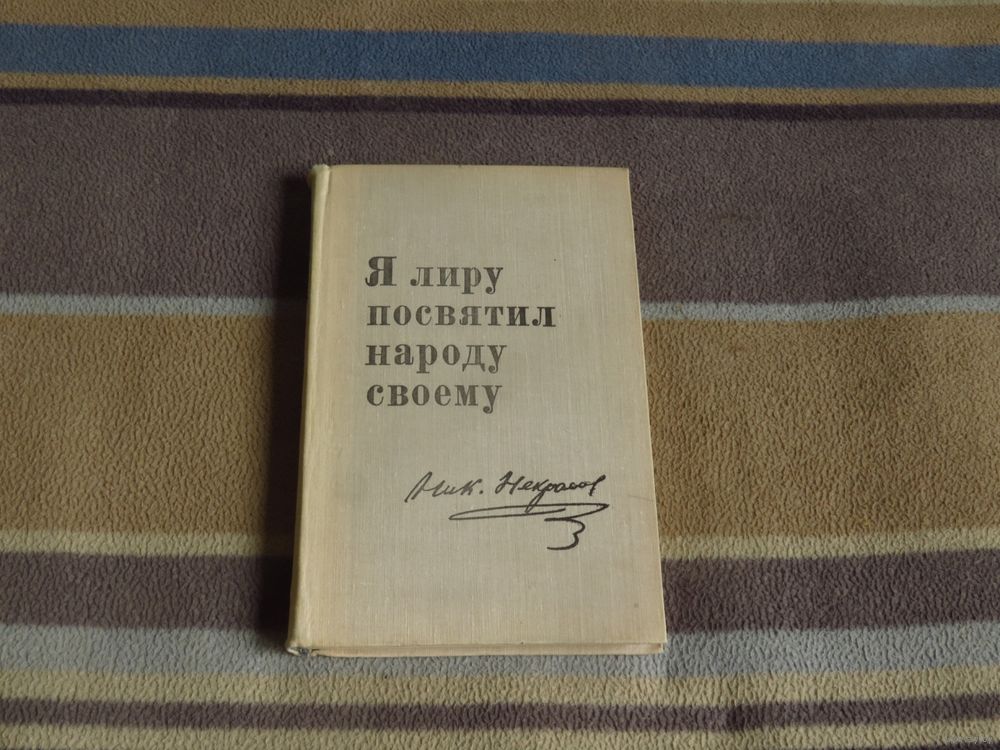 Я лиру
посвятил
народу
своему
Ник. Некрасов